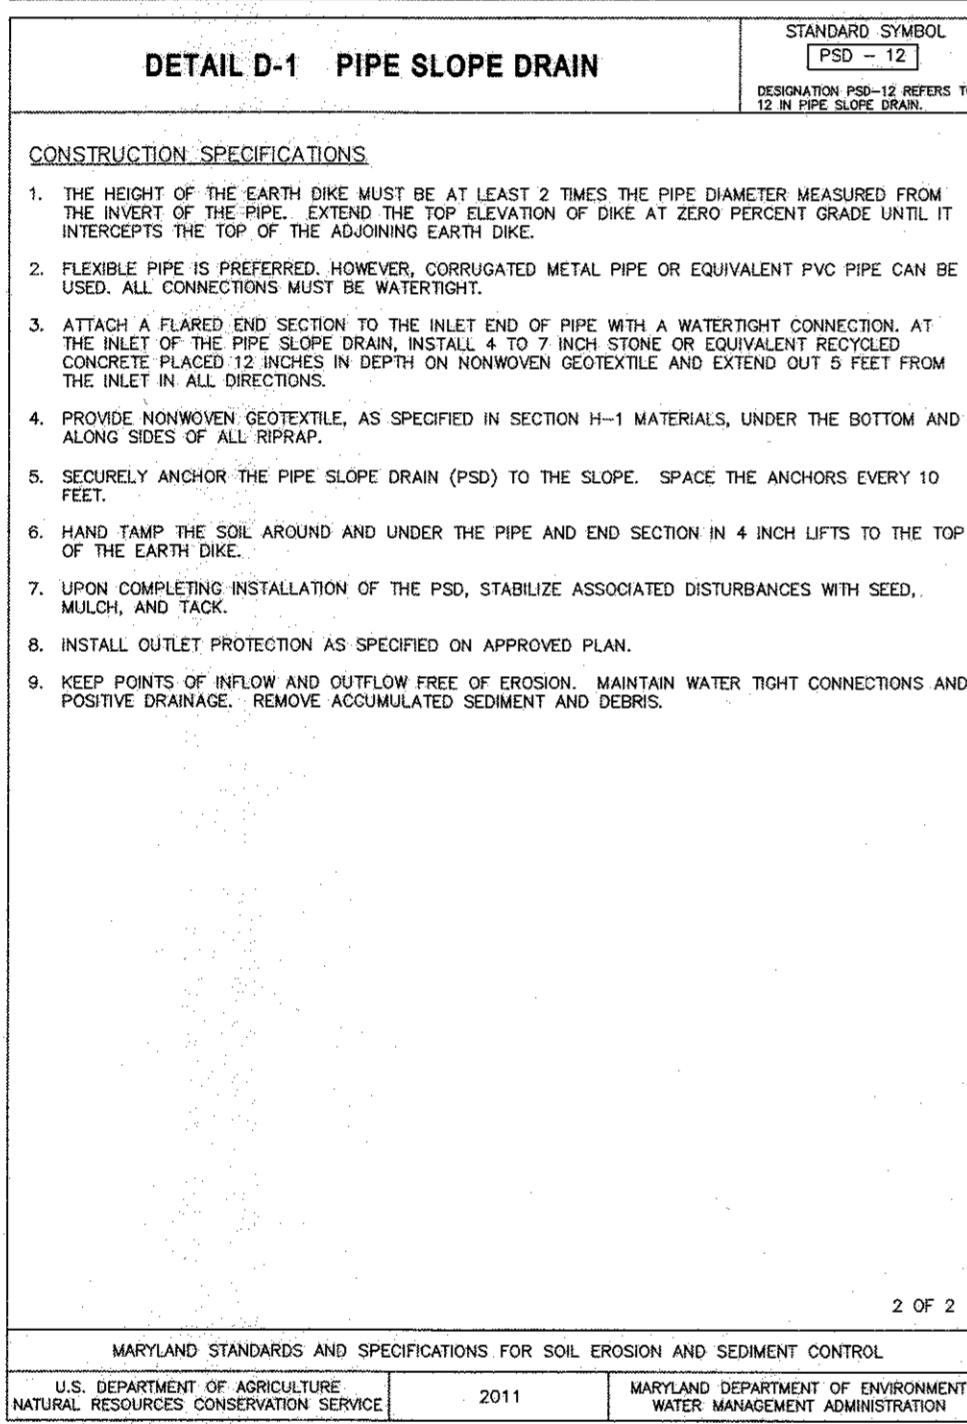 DETAIL D-1 PIPE SLOPE DRAIN
STANDARD SYMBOL
PSD - 12
DESIGNATION PSD-12 REFERS TO
12 IN PIPE SLOPE DRAIN.
CONSTRUCTION SPECIFICATIONS
1. THE HEIGHT OF THE EARTH DIKE MUST BE AT LEAST 2 TIMES THE PIPE DIAMETER MEASURED FROM
THE INVERT OF THE PIPE. EXTEND THE TOP ELEVATION OF DIKE AT ZERO PERCENT GRADE UNTIL IT
INTERCEPTS THE TOP OF THE ADJOINING EARTH DIKE.
2. FLEXIBLE PIPE IS PREFERRED. HOWEVER, CORRUGATED METAL PIPE OR EQUIVALENT PVC PIPE CAN BE
USED. ALL CONNECTIONS MUST BE WATERTIGHT.
3. ATTACH A FLARED END SECTION TO THE INLET END OF PIPE WITH A WATERTIGHT CONNECTION. AT
THE INLET OF THE PIPE SLOPE DRAIN, INSTALL 4 TO 7 INCH STONE OR EQUIVALENT RECYCLED
CONCRETE PLACED 12 INCHES IN DEPTH ON NONWOVEN GEOTEXTILE AND EXTEND OUT 5 FEET FROM
THE INLET IN ALL DIRECTIONS.
4. PROVIDE NONWOVEN GEOTEXTILE, AS SPECIFIED IN SECTION H-1 MATERIALS, UNDER THE BOTTOM AND
ALONG SIDES OF ALL RIPRAP.
5. SECURELY ANCHOR THE PIPE SLOPE DRAIN (PSD) TO THE SLOPE. SPACE THE ANCHORS EVERY 10
FEET.
6. HAND TAMP THE SOIL AROUND AND UNDER THE PIPE AND END SECTION IN 4 INCH LIFTS TO THE TOP
OF THE EARTH DIKE.
7. UPON COMPLETING INSTALLATION OF THE PSD, STABILIZE ASSOCIATED DISTURBANCES WITH SEED,
MULCH, AND TACK.
8. INSTALL OUTLET PROTECTION AS SPECIFIED ON APPROVED PLAN.
9. KEEP POINTS OF INFLOW AND OUTFLOW FREE OF EROSION. MAINTAIN WATER TIGHT CONNECTIONS AND
POSITIVE DRAINAGE. REMOVE ACCUMULATED SEDIMENT AND DEBRIS.
2 OF 2
MARYLAND STANDARDS AND SPECIFICATIONS FOR SOIL EROSION AND SEDIMENT CONTROL
U.S. DEPARTMENT OF AGRICULTURE
NATURAL RESOURCES CONSERVATION SERVICE
2011
MARYLAND DEPARTMENT OF ENVIRONMENT
WATER MANAGEMENT ADMINISTRATION